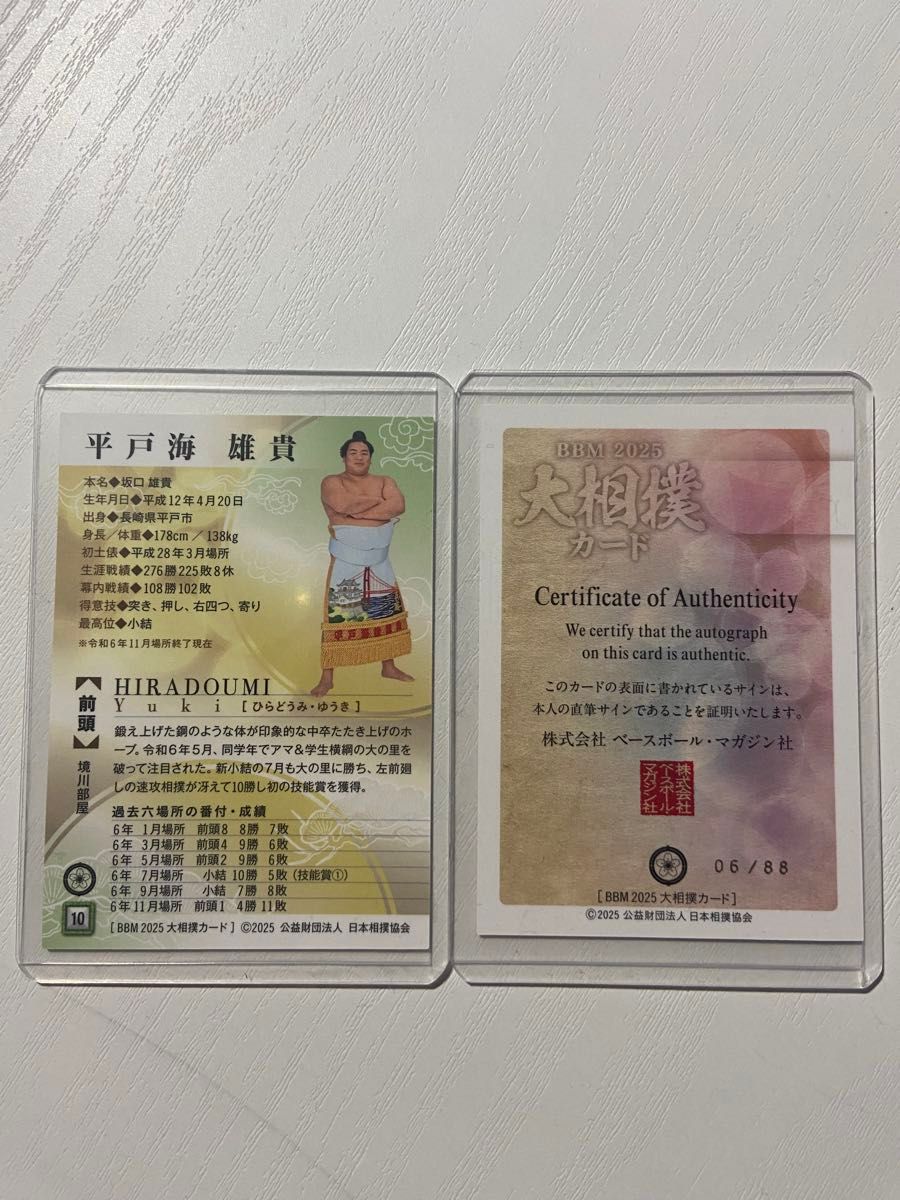 平戸海 雄貴
本名◆坂口 雄貴
生年月日◆平成12年4月20日
出身◆長崎県平戸市
身長/体重◆178cm / 138kg
初土俵◆平成28年3月場所
生涯戦績◆276勝225敗8休
幕内戦績◆108勝102敗
得意技◆突き、押し、右四つ、寄り
最高位◆小結
※令和6年11月場所終了現在
平戸海雄貴
前頭
境川部屋
HIRADOUMI
Yuki [ひらどうみ・ゆうき]
鍛え上げた鋼のような体が印象的な中卒たたき上げのホ
ープ。令和6年5月、同学年でアマ&学生横綱の大の里を
破って注目された。新小結の7月も大の里に勝ち、左前廻
しの速攻相撲が冴えて10勝し初の技能賞を獲得。
過去六場所の番付・成績
6年 1月場所 前頭8 8勝 7敗
6年 3月場所 前頭4 9勝 6敗
6年 5月場所 前頭2 9勝 6敗
6年 7月場所 小結 10勝 5敗(技能賞①)
6年 9月場所 小結 7勝 8敗
6年11月場所 前頭1 4勝11敗
10
[BBM 2025 大相撲カード] ©2025 公益財団法人 日本相撲協会
BBM 2025
大相撲
カード
Certificate of Authenticity
We certify that the autograph
on this card is authentic.
このカードの表面に書かれているサインは、
本人の直筆サインであることを証明いたします。
株式会社 ベースボール・マガジン社
株式会社
ベースボール・
マガジン社
06/88
[BBM 2025 大相撲カード]
©2025 公益財団法人 日本相撲協会